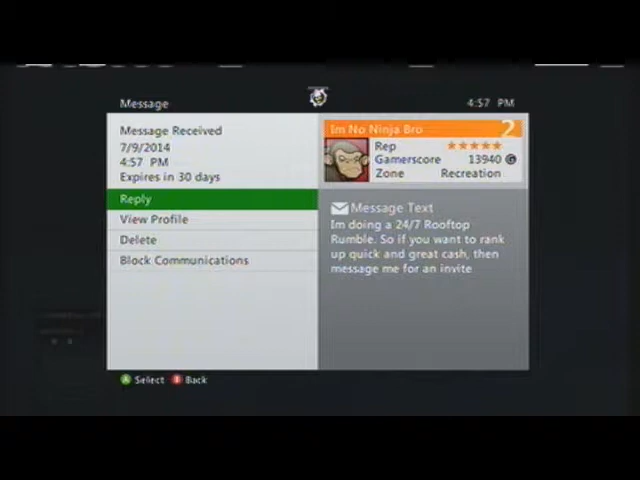 Message
4:57 PM
Message Received
7/9/2014
4:57 PM
Expires in 30 days
Reply
View Profile
Delete
Block Communications
Im No Ninja Bro
2
Rep
Gamerscore 13940 G
Zone Recreation
Message Text
Im doing a 24/7 Rooftop
Rumble. So if you want to rank
up quick and great cash, then
message me for an invite
A Select B Back